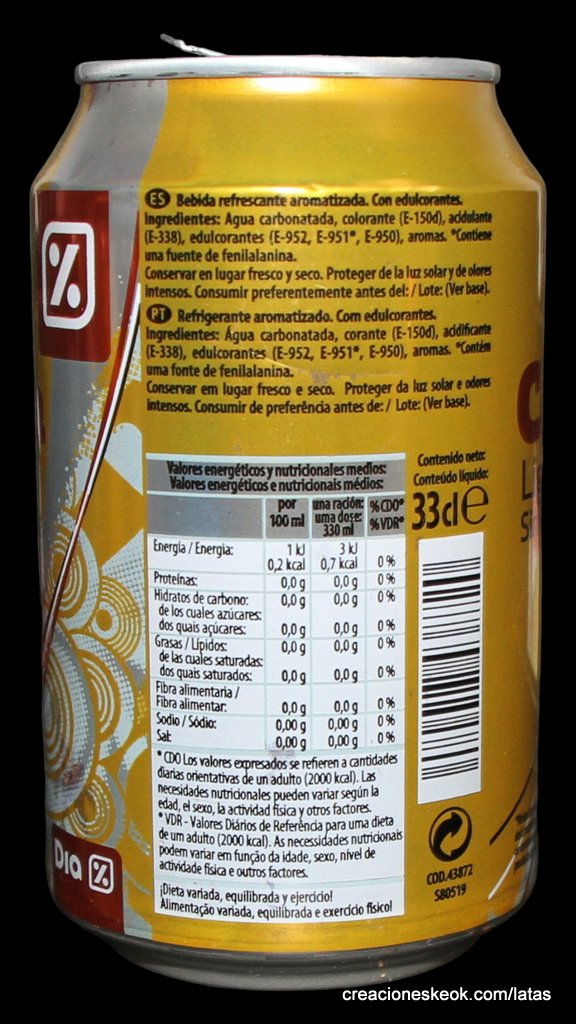 ES Bebida refrescante aromatizada. Con edulcorantes.
Ingredientes: Agua carbonatada, colorante (E-150d), acidulante
(E-338), edulcorantes (E-952, E-951*, E-950), aromas. *Contiene
una fuente de fenilalanina.
Conservar en lugar fresco y seco. Proteger de la luz solar y de olores
intensos. Consumir preferentemente antes del: / Lote: (Ver base).
PT Refrigerante aromatizado. Com edulcorantes.
Ingredientes: Água carbonatada, corante (E-150d), acidificante
(E-338), edulcorantes (E-952, E-951*, E-950), aromas. *Contém
uma fonte de fenilalanina.
Conservar em lugar fresco e seco. Proteger da luz solar e odores
intensos. Consumir de preferência antes de: / Lote: (Ver base).
%
Valores energéticos y nutricionales medios:
Valores energéticos e nutricionais médios:
por 100 ml
una ración: uma dose: 330 ml
%CDO* %VDR*
Energía / Energia: 1 kJ 3 kJ
0,2 kcal 0,7 kcal 0 %
Proteínas: 0,0 g 0,0 g 0 %
Hidratos de carbono: 0,0 g 0,0 g
de los cuales azúcares:
dos quais açúcares: 0,0 g 0,0 g 0 %
Grasas / Lípidos: 0,0 g 0,0 g
de las cuales saturadas:
dos quais saturados: 0,0 g 0,0 g 0 %
Fibra alimentaria /
Fibra alimentar: 0,0 g 0,0 g 0 %
Sodio / Sódio: 0,00 g 0,00 g 0 %
Sal: 0,00 g 0,00 g
* CDO Los valores expresados se refieren a cantidades
diarias orientativas de un adulto (2000 kcal). Las
necesidades nutricionales pueden variar según la
edad, el sexo, la actividad física y otros factores.
* VDR - Valores Diários de Referência para uma dieta
de um adulto (2000 kcal). As necessidades nutricionais
podem variar em função da idade, sexo, nível de
actividade física e outros factores.
¡Dieta variada, equilibrada y ejercicio!
Alimentação variada, equilibrada e exercício físico!
Contenido neto:
Conteúdo líquido:
33cl e
COD.43872
S80519
Dia %
creacioneskeok.com/latas